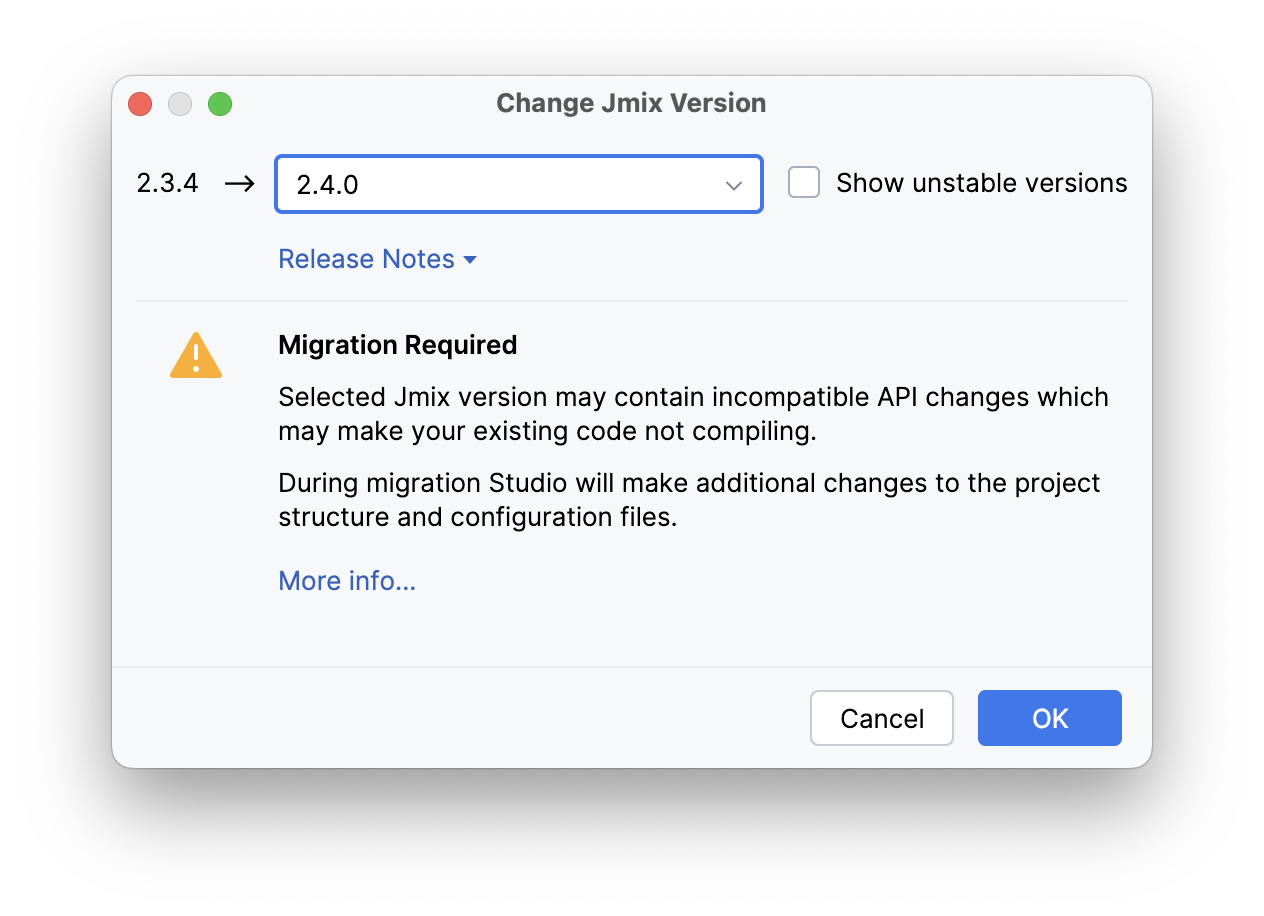 Change Jmix Version
2.3.4 → 2.4.0 Show unstable versions
Release Notes
Migration Required
Selected Jmix version may contain incompatible API changes which
may make your existing code not compiling.
During migration Studio will make additional changes to the project
structure and configuration files.
More info...
Cancel OK